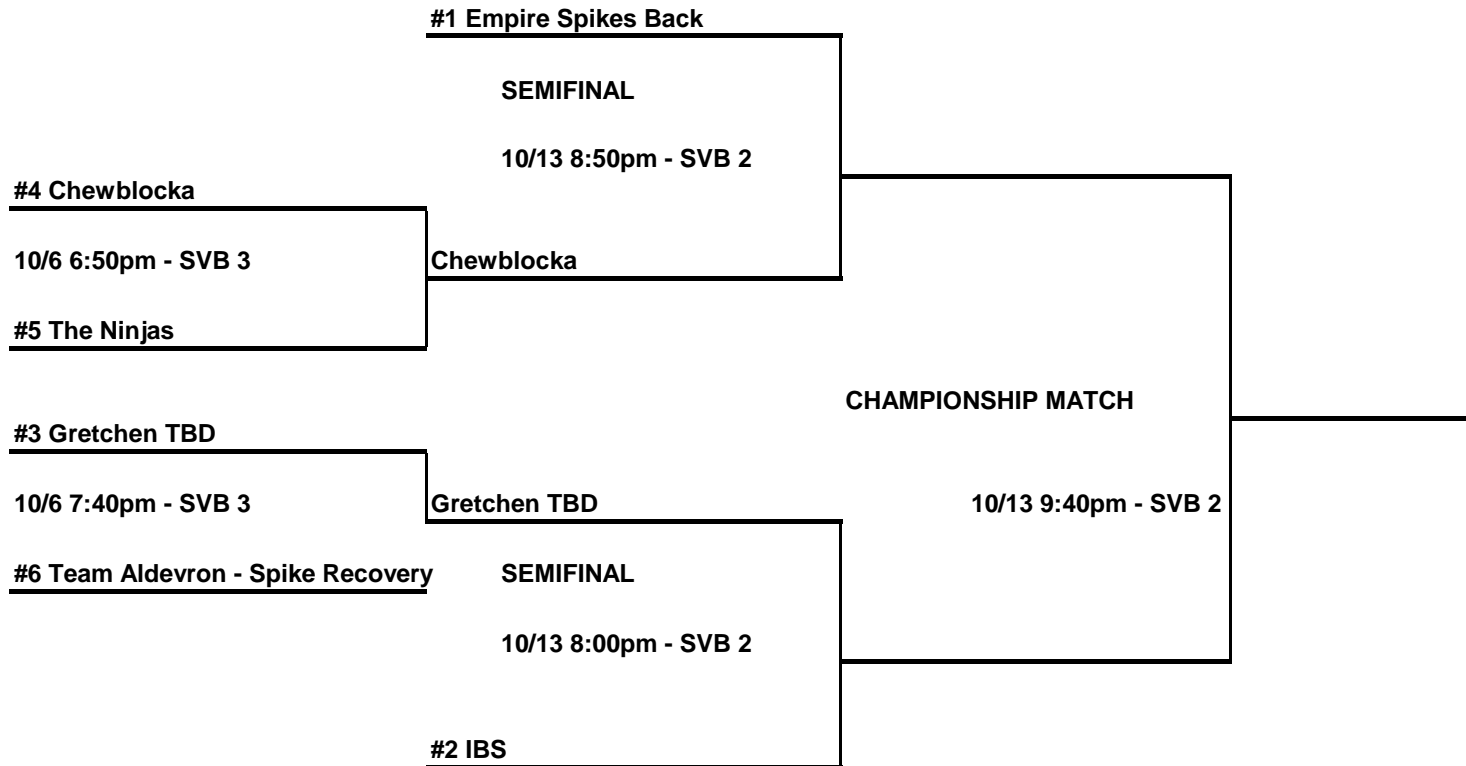 #1 Empire Spikes Back
SEMIFINAL
10/13 8:50pm - SVB 2
#4 Chewblocka
10/6 6:50pm - SVB 3
Chewblocka
#5 The Ninjas
CHAMPIONSHIP MATCH
#3 Gretchen TBD
10/6 7:40pm - SVB 3
Gretchen TBD
10/13 9:40pm - SVB 2
#6 Team Aldevron - Spike Recovery
SEMIFINAL
10/13 8:00pm - SVB 2
#2 IBS